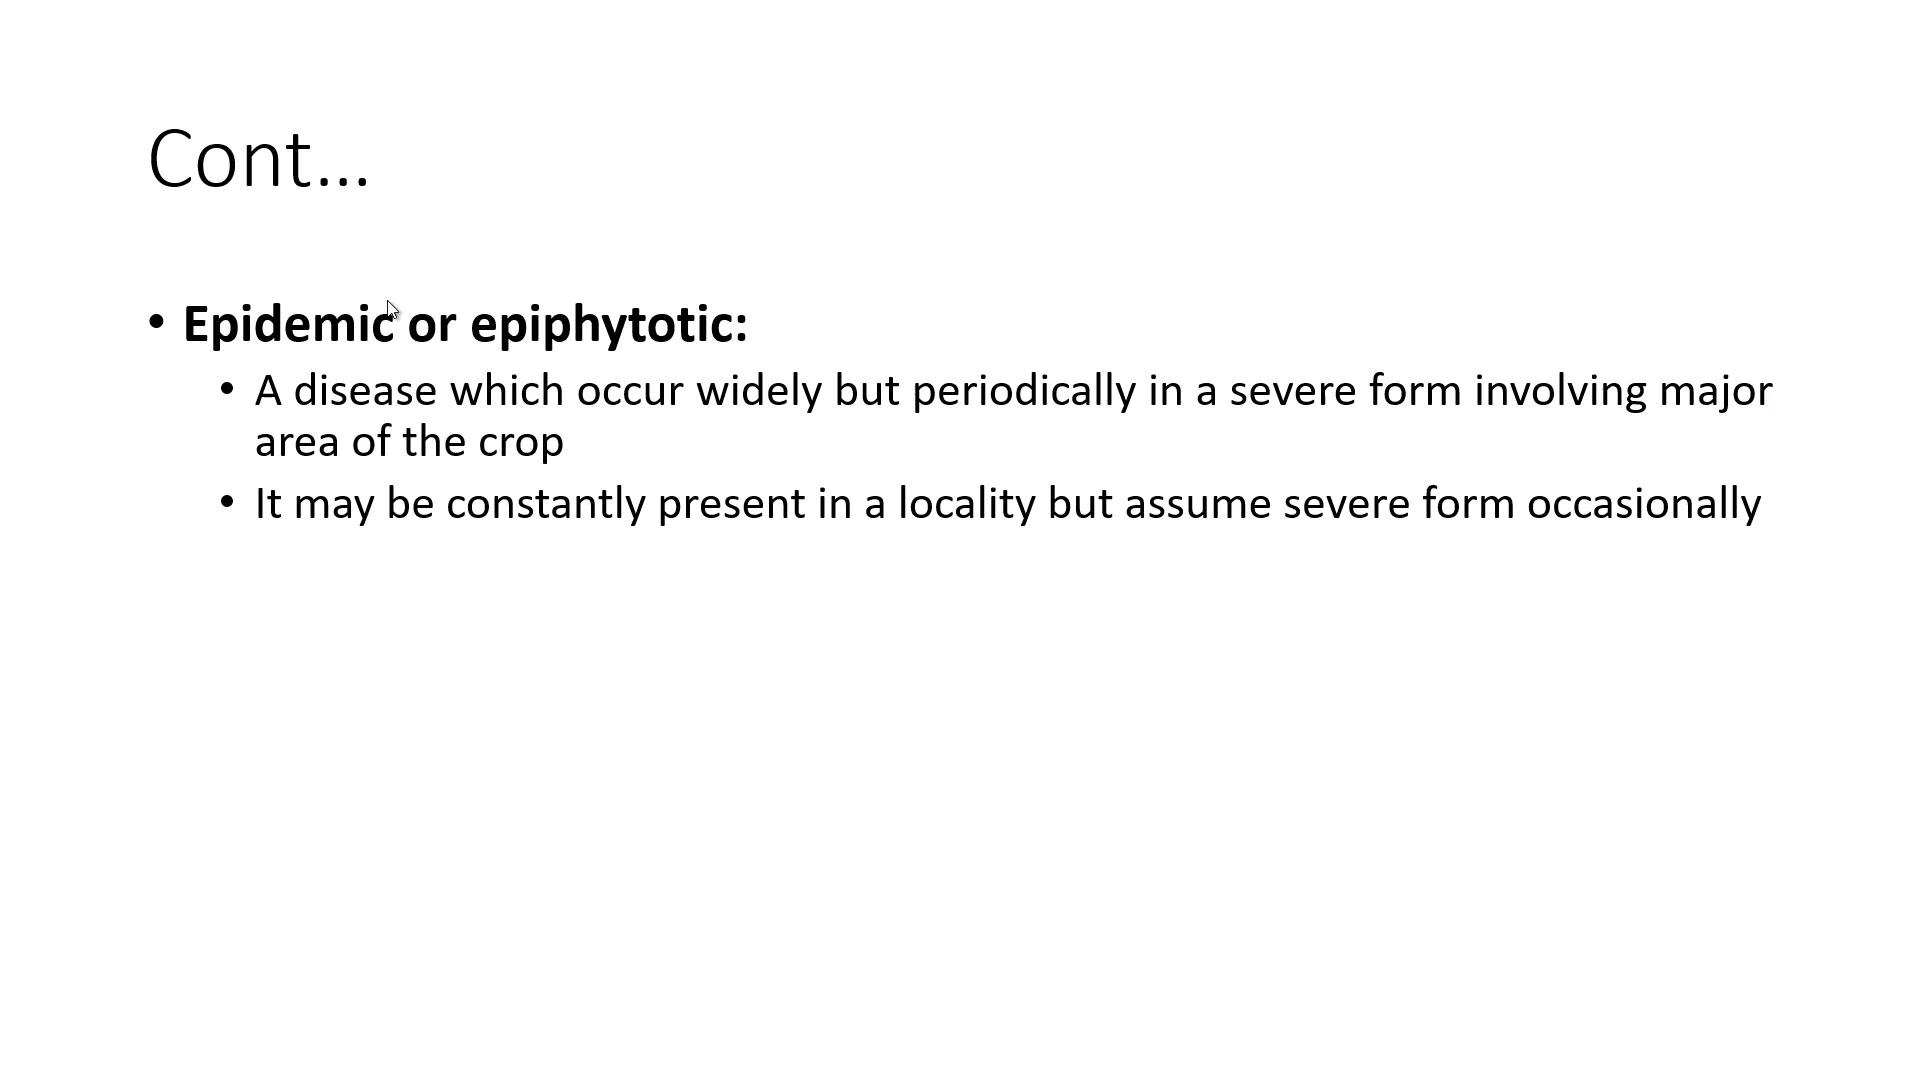 Cont…
• Epidemic or epiphytotic:
• A disease which occur widely but periodically in a severe form involving major
area of the crop
• It may be constantly present in a locality but assume severe form occasionally